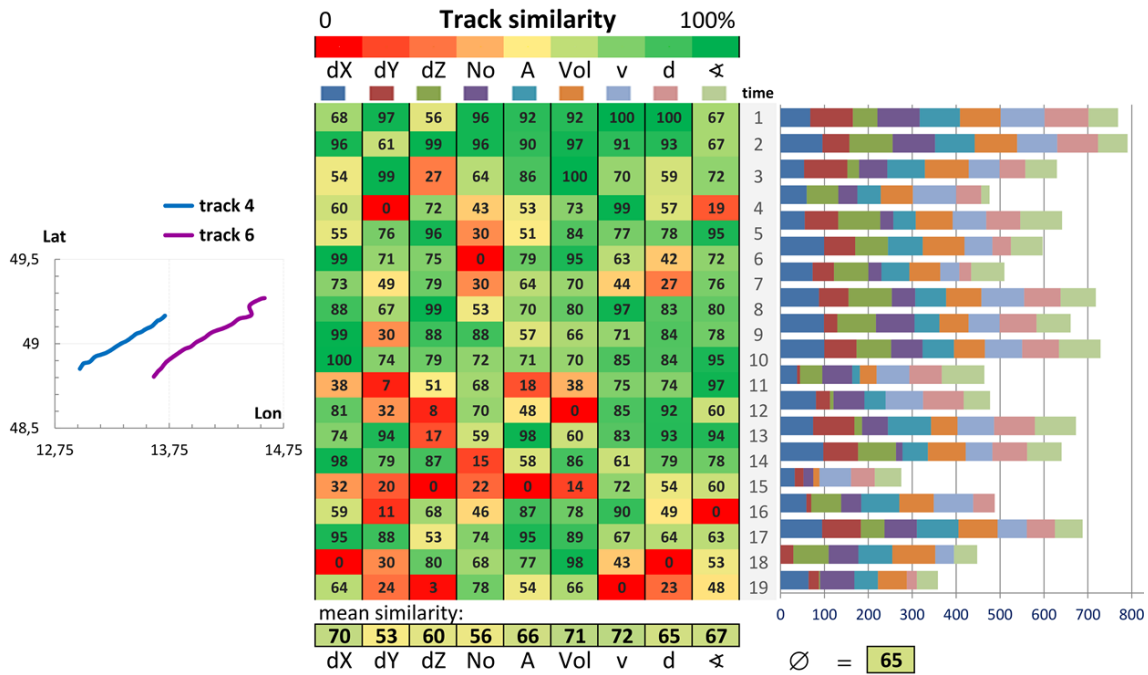 0 Track similarity 100%
dX dY dZ No A Vol v d ∢
time
68 97 56 96 92 92 100 100 67 1
96 61 99 96 90 97 91 93 67 2
54 99 27 64 86 100 70 59 72 3
60 0 72 43 53 73 99 57 19 4
55 76 96 30 51 84 77 78 95 5
99 71 75 0 79 95 63 42 72 6
73 49 79 30 64 70 44 27 76 7
88 67 99 53 70 80 97 83 80 8
99 30 88 88 57 66 71 84 78 9
100 74 79 72 71 70 85 84 95 10
38 7 51 68 18 38 75 74 97 11
81 32 8 70 48 0 85 92 60 12
74 94 17 59 98 60 83 93 94 13
98 79 87 15 58 86 61 79 78 14
32 20 0 22 0 14 72 54 60 15
59 11 68 46 87 78 90 49 0 16
95 88 53 74 95 89 67 64 63 17
0 30 80 68 77 98 43 0 53 18
64 24 3 78 54 66 0 23 48 19
mean similarity:
70 53 60 56 66 71 72 65 67
dX dY dZ No A Vol v d ∢
track 4
track 6
Lat
49,5
49
48,5
Lon
12,75 13,75 14,75
0 100 200 300 400 500 600 700 800
∅ = 65